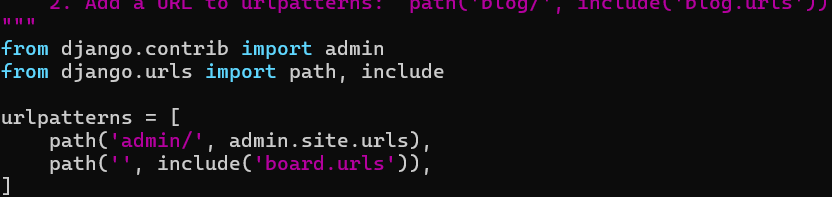 2. Add a URL to urlpatterns:  path('blog/', include('blog.urls'))
"""
from django.contrib import admin
from django.urls import path, include

urlpatterns = [
    path('admin/', admin.site.urls),
    path('', include('board.urls')),
]